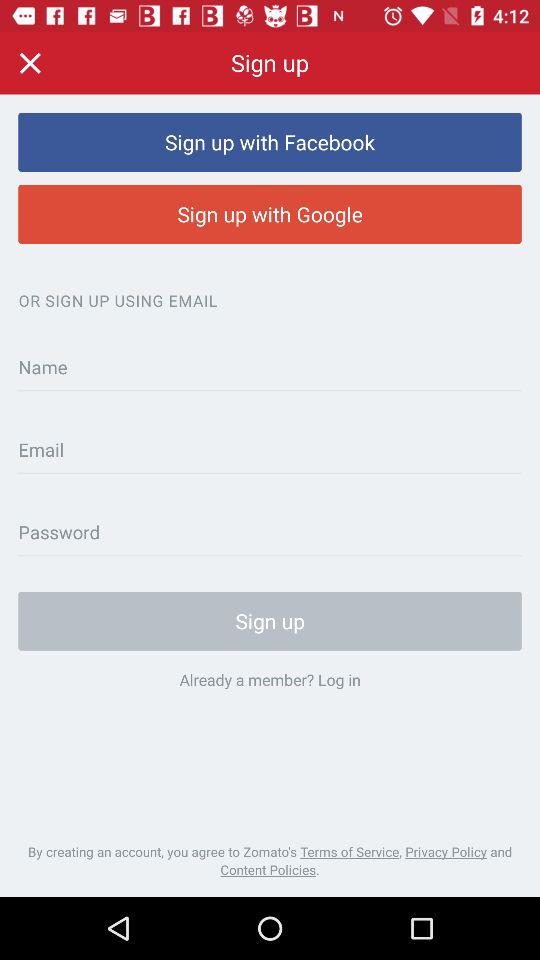 4:12
Sign up
Sign up with Facebook
Sign up with Google
OR SIGN UP USING EMAIL
Name
Email
Password
Sign up
Already a member? Log in
By creating an account, you agree to Zomato's Terms of Service, Privacy Policy and
Content Policies.